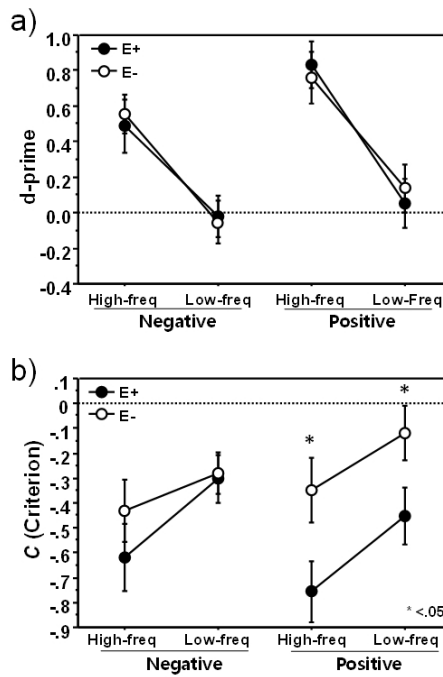 a)
E+
E-
d-prime
1.0
0.8
0.6
0.4
0.2
0.0
-0.2
-0.4
High-freq Low-freq High-freq Low-Freq
Negative Positive
b)
E+
E-
C (Criterion)
.1
0
-.1
-.2
-.3
-.4
-.5
-.6
-.7
-.8
-.9
* *
* <.05
High-freq Low-freq High-freq Low-freq
Negative Positive